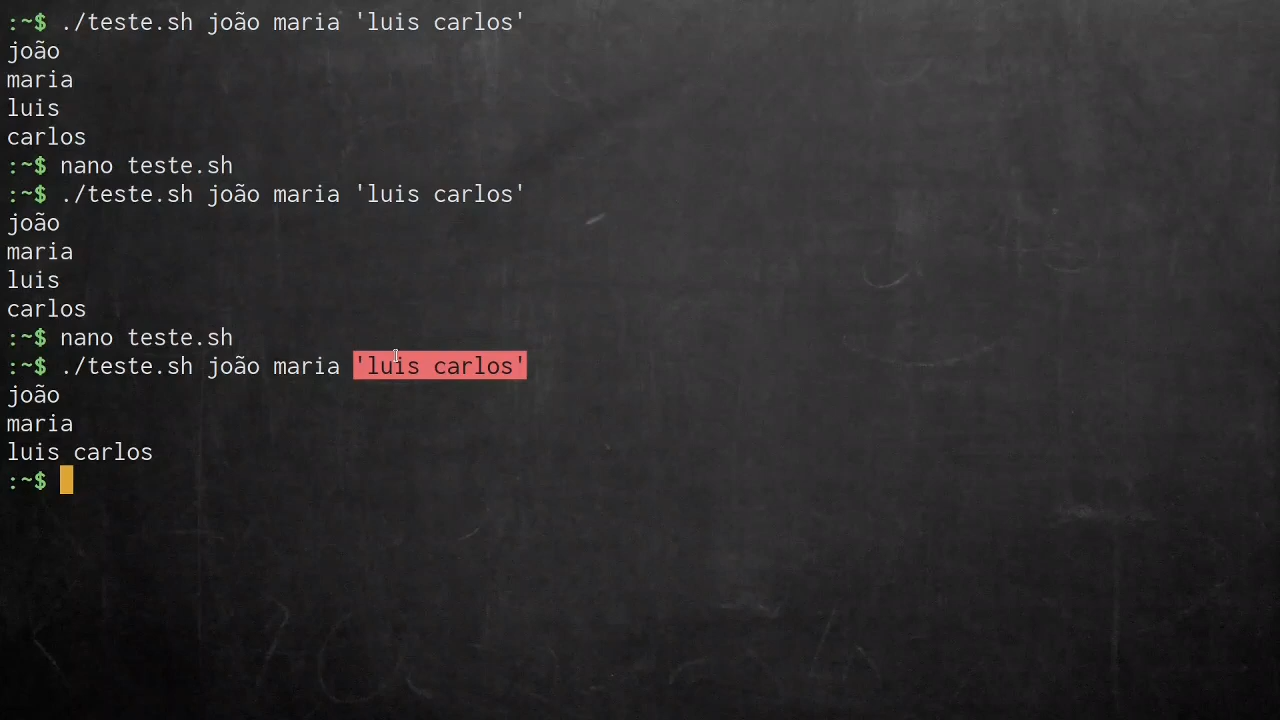 :~$ ./teste.sh joão maria 'luis carlos'
joão
maria
luis
carlos
:~$ nano teste.sh
:~$ ./teste.sh joão maria 'luis carlos'
joão
maria
luis
carlos
:~$ nano teste.sh
:~$ ./teste.sh joão maria 'luis carlos'
joão
maria
luis carlos
:~$